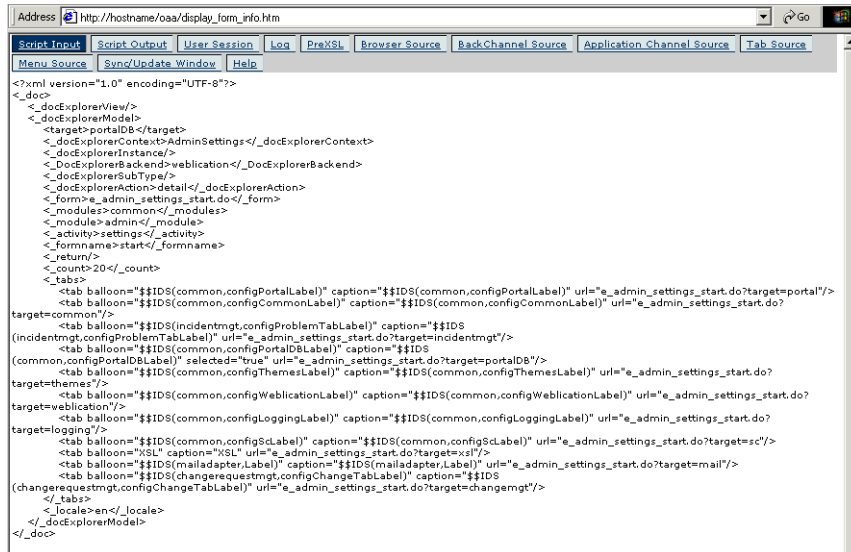 Address http://hostname/oaa/display_form_info.htm Go
Script Input Script Output User Session Log PreXSL Browser Source BackChannel Source Application Channel Source Tab Source
Menu Source Sync/Update Window Help
<?xml version="1.0" encoding="UTF-8"?>
<_doc>
<_docExplorerView/>
<_docExplorerModel>
<target>portalDB</target>
<_docExplorerContext>AdminSettings</_docExplorerContext>
<_docExplorerInstance/>
<_DocExplorerBackend>weblication</_DocExplorerBackend>
<_docExplorerSubType/>
<_docExplorerAction>detail</_docExplorerAction>
<_form>e_admin_settings_start.do</_form>
<_modules>common</_modules>
<_module>admin</_module>
<_activity>settings</_activity>
<_formname>start</_formname>
<_return/>
<_count>20</_count>
<_tabs>
<tab balloon="$$IDS(common,configPortalLabel)" caption="$$IDS(common,configPortalLabel)" url="e_admin_settings_start.do?target=portal"/>
<tab balloon="$$IDS(common,configCommonLabel)" caption="$$IDS(common,configCommonLabel)" url="e_admin_settings_start.do?
target=common"/>
<tab balloon="$$IDS(incidentmgt,configProblemTabLabel)" caption="$$IDS
(incidentmgt,configProblemTabLabel)" url="e_admin_settings_start.do?target=incidentmgt"/>
<tab balloon="$$IDS(common,configPortalDBLabel)" caption="$$IDS
(common,configPortalDBLabel)" selected="true" url="e_admin_settings_start.do?target=portalDB"/>
<tab balloon="$$IDS(common,configThemesLabel)" caption="$$IDS(common,configThemesLabel)" url="e_admin_settings_start.do?
target=themes"/>
<tab balloon="$$IDS(common,configWeblicationLabel)" caption="$$IDS(common,configWeblicationLabel)" url="e_admin_settings_start.do?
target=weblication"/>
<tab balloon="$$IDS(common,configLoggingLabel)" caption="$$IDS(common,configLoggingLabel)" url="e_admin_settings_start.do?
target=logging"/>
<tab balloon="$$IDS(common,configScLabel)" caption="$$IDS(common,configScLabel)" url="e_admin_settings_start.do?target=sc"/>
<tab balloon="XSL" caption="XSL" url="e_admin_settings_start.do?target=xsl"/>
<tab balloon="$$IDS(mailadapter,Label)" caption="$$IDS(mailadapter,Label)" url="e_admin_settings_start.do?target=mail"/>
<tab balloon="$$IDS(changerequestmgt,configChangeTabLabel)" caption="$$IDS
(changerequestmgt,configChangeTabLabel)" url="e_admin_settings_start.do?target=changemgt"/>
</_tabs>
<_locale>en</_locale>
</_docExplorerModel>
</_doc>